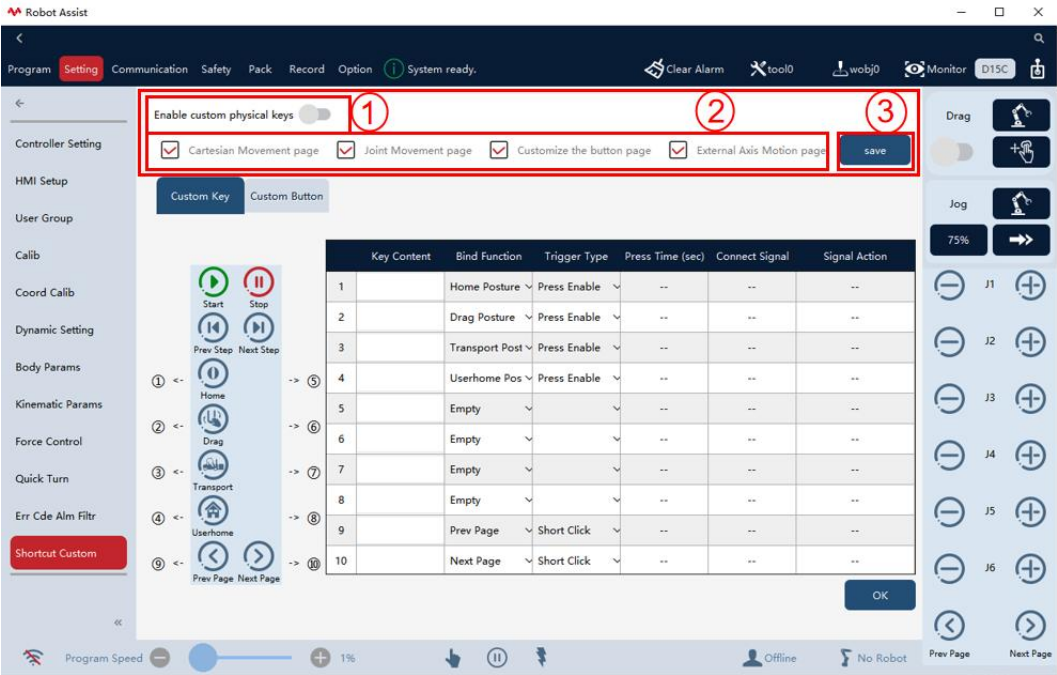 Robot Assist
Program Setting Communication Safety Pack Record Option System ready. Clear Alarm tool0 wobj0 Monitor D15C
Enable custom physical keys ① ② ③
Cartesian Movement page Joint Movement page Customize the button page External Axis Motion page save
Controller Setting
HMI Setup
User Group
Calib
Coord Calib
Dynamic Setting
Body Params
Kinematic Params
Force Control
Quick Turn
Err Cde Alm Filtr
Shortcut Custom
«
Custom Key Custom Button
Start Stop
Prev Step Next Step
① <- Home -> ⑤
② <- Drag -> ⑥
③ <- Transport -> ⑦
④ <- Userhome -> ⑧
⑨ <- Prev Page Next Page -> ⑩
Key Content Bind Function Trigger Type Press Time (sec) Connect Signal Signal Action
1 Home Posture Press Enable -- -- --
2 Drag Posture Press Enable -- -- --
3 Transport Post Press Enable -- -- --
4 Userhome Pos Press Enable -- -- --
5 Empty -- -- --
6 Empty -- -- --
7 Empty -- -- --
8 Empty -- -- --
9 Prev Page Short Click -- -- --
10 Next Page Short Click -- -- --
OK
Drag
Jog
75%
J1
J2
J3
J4
J5
J6
Prev Page Next Page
Program Speed 1% Offline No Robot